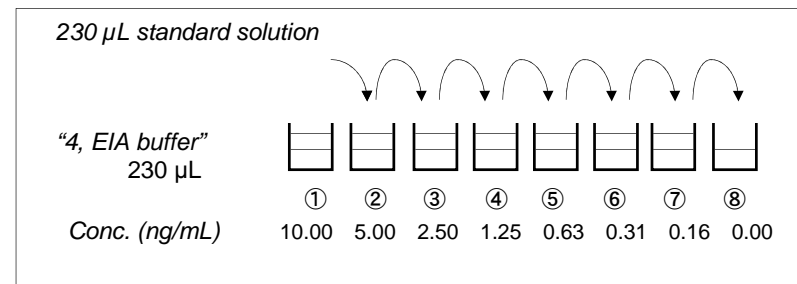 230 µL standard solution
“4, EIA buffer”
230 µL
① ② ③ ④ ⑤ ⑥ ⑦ ⑧
Conc. (ng/mL) 10.00 5.00 2.50 1.25 0.63 0.31 0.16 0.00